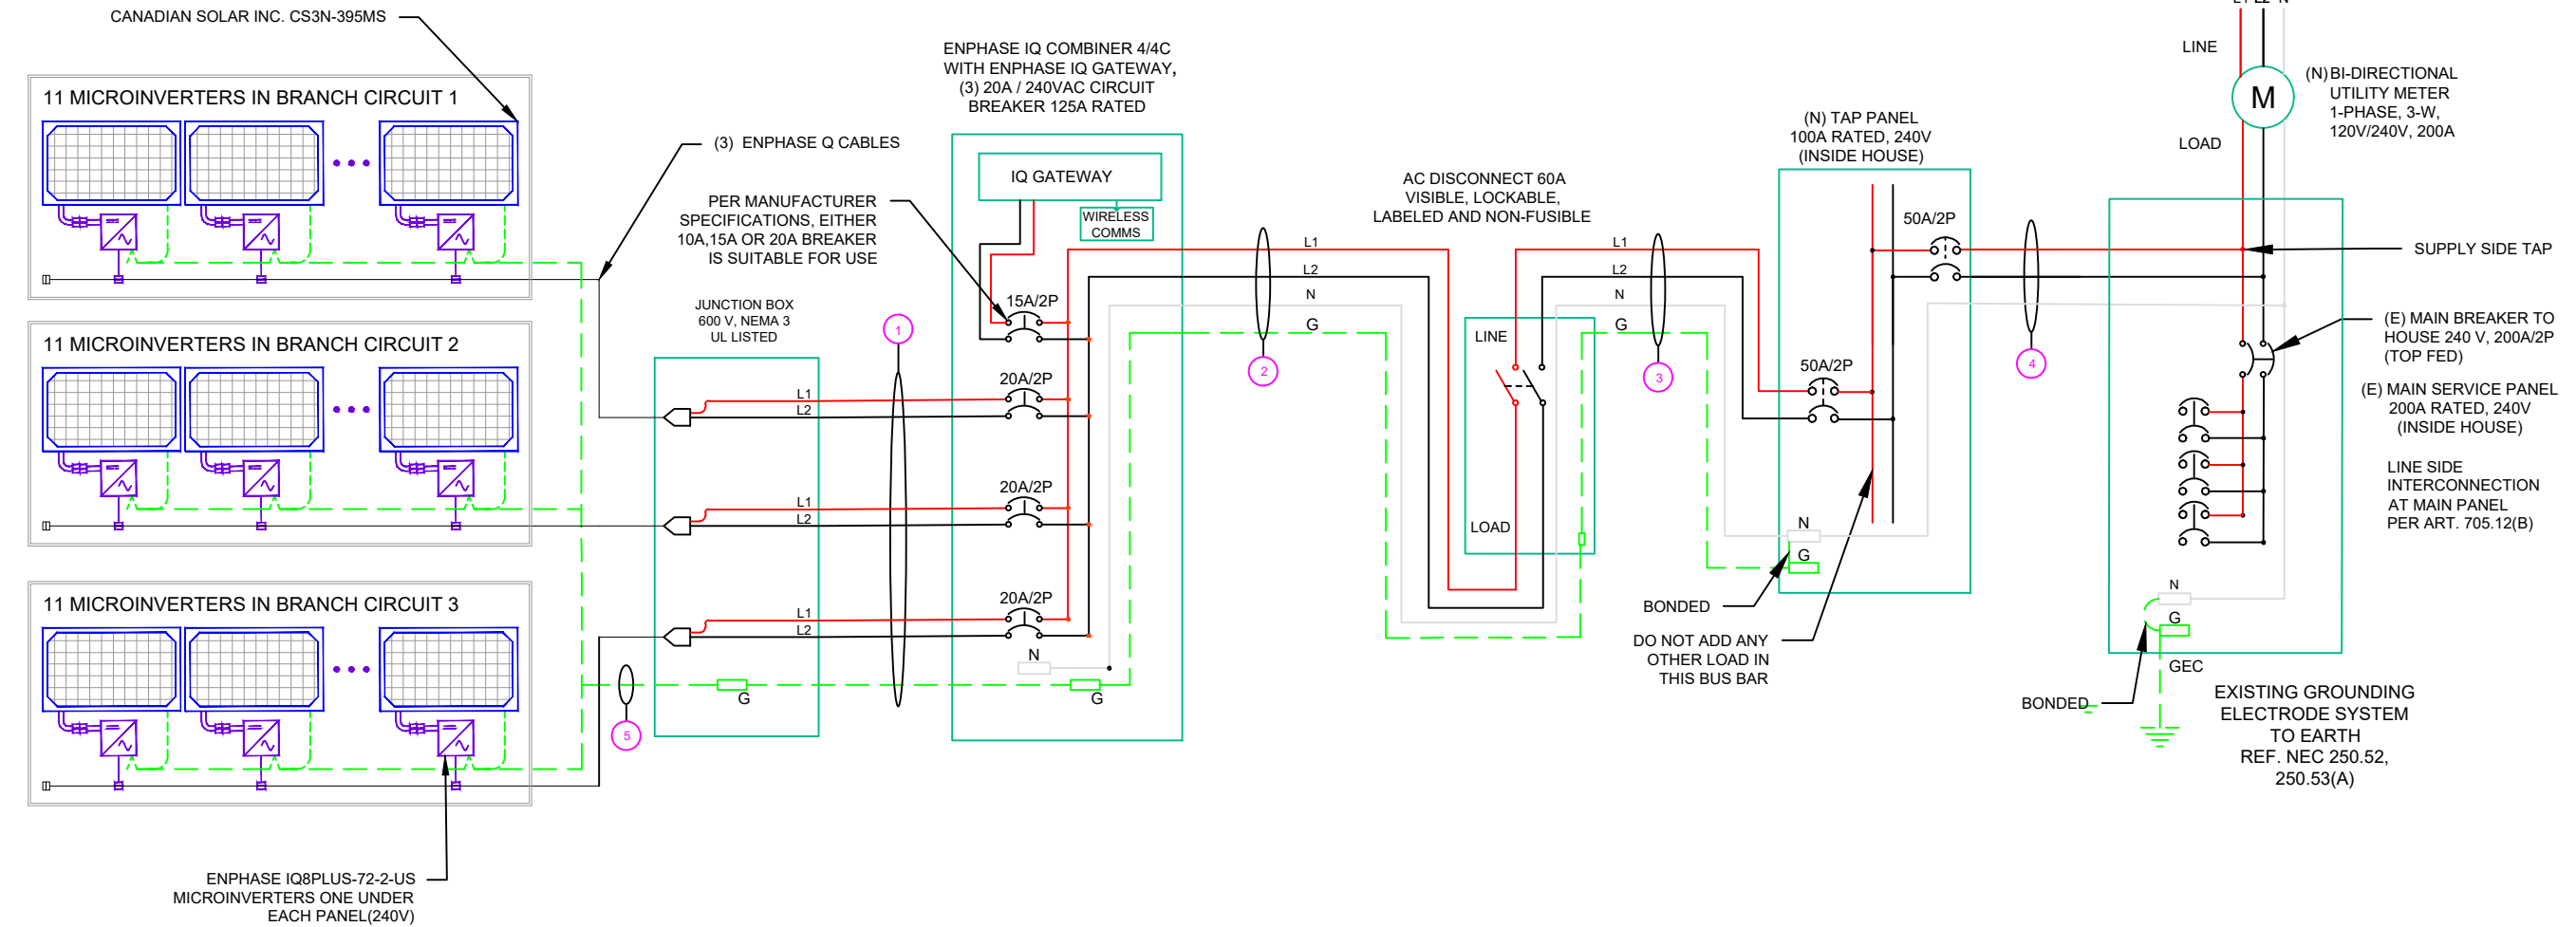 CANADIAN SOLAR INC. CS3N-395MS
11 MICROINVERTERS IN BRANCH CIRCUIT 1
11 MICROINVERTERS IN BRANCH CIRCUIT 2
11 MICROINVERTERS IN BRANCH CIRCUIT 3
ENPHASE IQ8PLUS-72-2-US
MICROINVERTERS ONE UNDER
EACH PANEL(240V)
(3) ENPHASE Q CABLES
PER MANUFACTURER
SPECIFICATIONS, EITHER
10A,15A OR 20A BREAKER
IS SUITABLE FOR USE
JUNCTION BOX
600 V, NEMA 3
UL LISTED
L1
L2
L1
L2
L1
L2
G
5
1
ENPHASE IQ COMBINER 4/4C
WITH ENPHASE IQ GATEWAY,
(3) 20A / 240VAC CIRCUIT
BREAKER 125A RATED
IQ GATEWAY
WIRELESS
COMMS
15A/2P
20A/2P
20A/2P
20A/2P
N
G
L1
L2
N
G
2
AC DISCONNECT 60A
VISIBLE, LOCKABLE,
LABELED AND NON-FUSIBLE
LINE
LOAD
L1
L2
N
G
3
(N) TAP PANEL
100A RATED, 240V
(INSIDE HOUSE)
50A/2P
50A/2P
N
G
BONDED
DO NOT ADD ANY
OTHER LOAD IN
THIS BUS BAR
4
L1 L2 N
LINE
M
LOAD
(N) BI-DIRECTIONAL
UTILITY METER
1-PHASE, 3-W,
120V/240V, 200A
SUPPLY SIDE TAP
(E) MAIN BREAKER TO
HOUSE 240 V, 200A/2P
(TOP FED)
(E) MAIN SERVICE PANEL
200A RATED, 240V
(INSIDE HOUSE)
LINE SIDE
INTERCONNECTION
AT MAIN PANEL
PER ART. 705.12(B)
N
G
GEC
BONDED
EXISTING GROUNDING
ELECTRODE SYSTEM
TO EARTH
REF. NEC 250.52,
250.53(A)